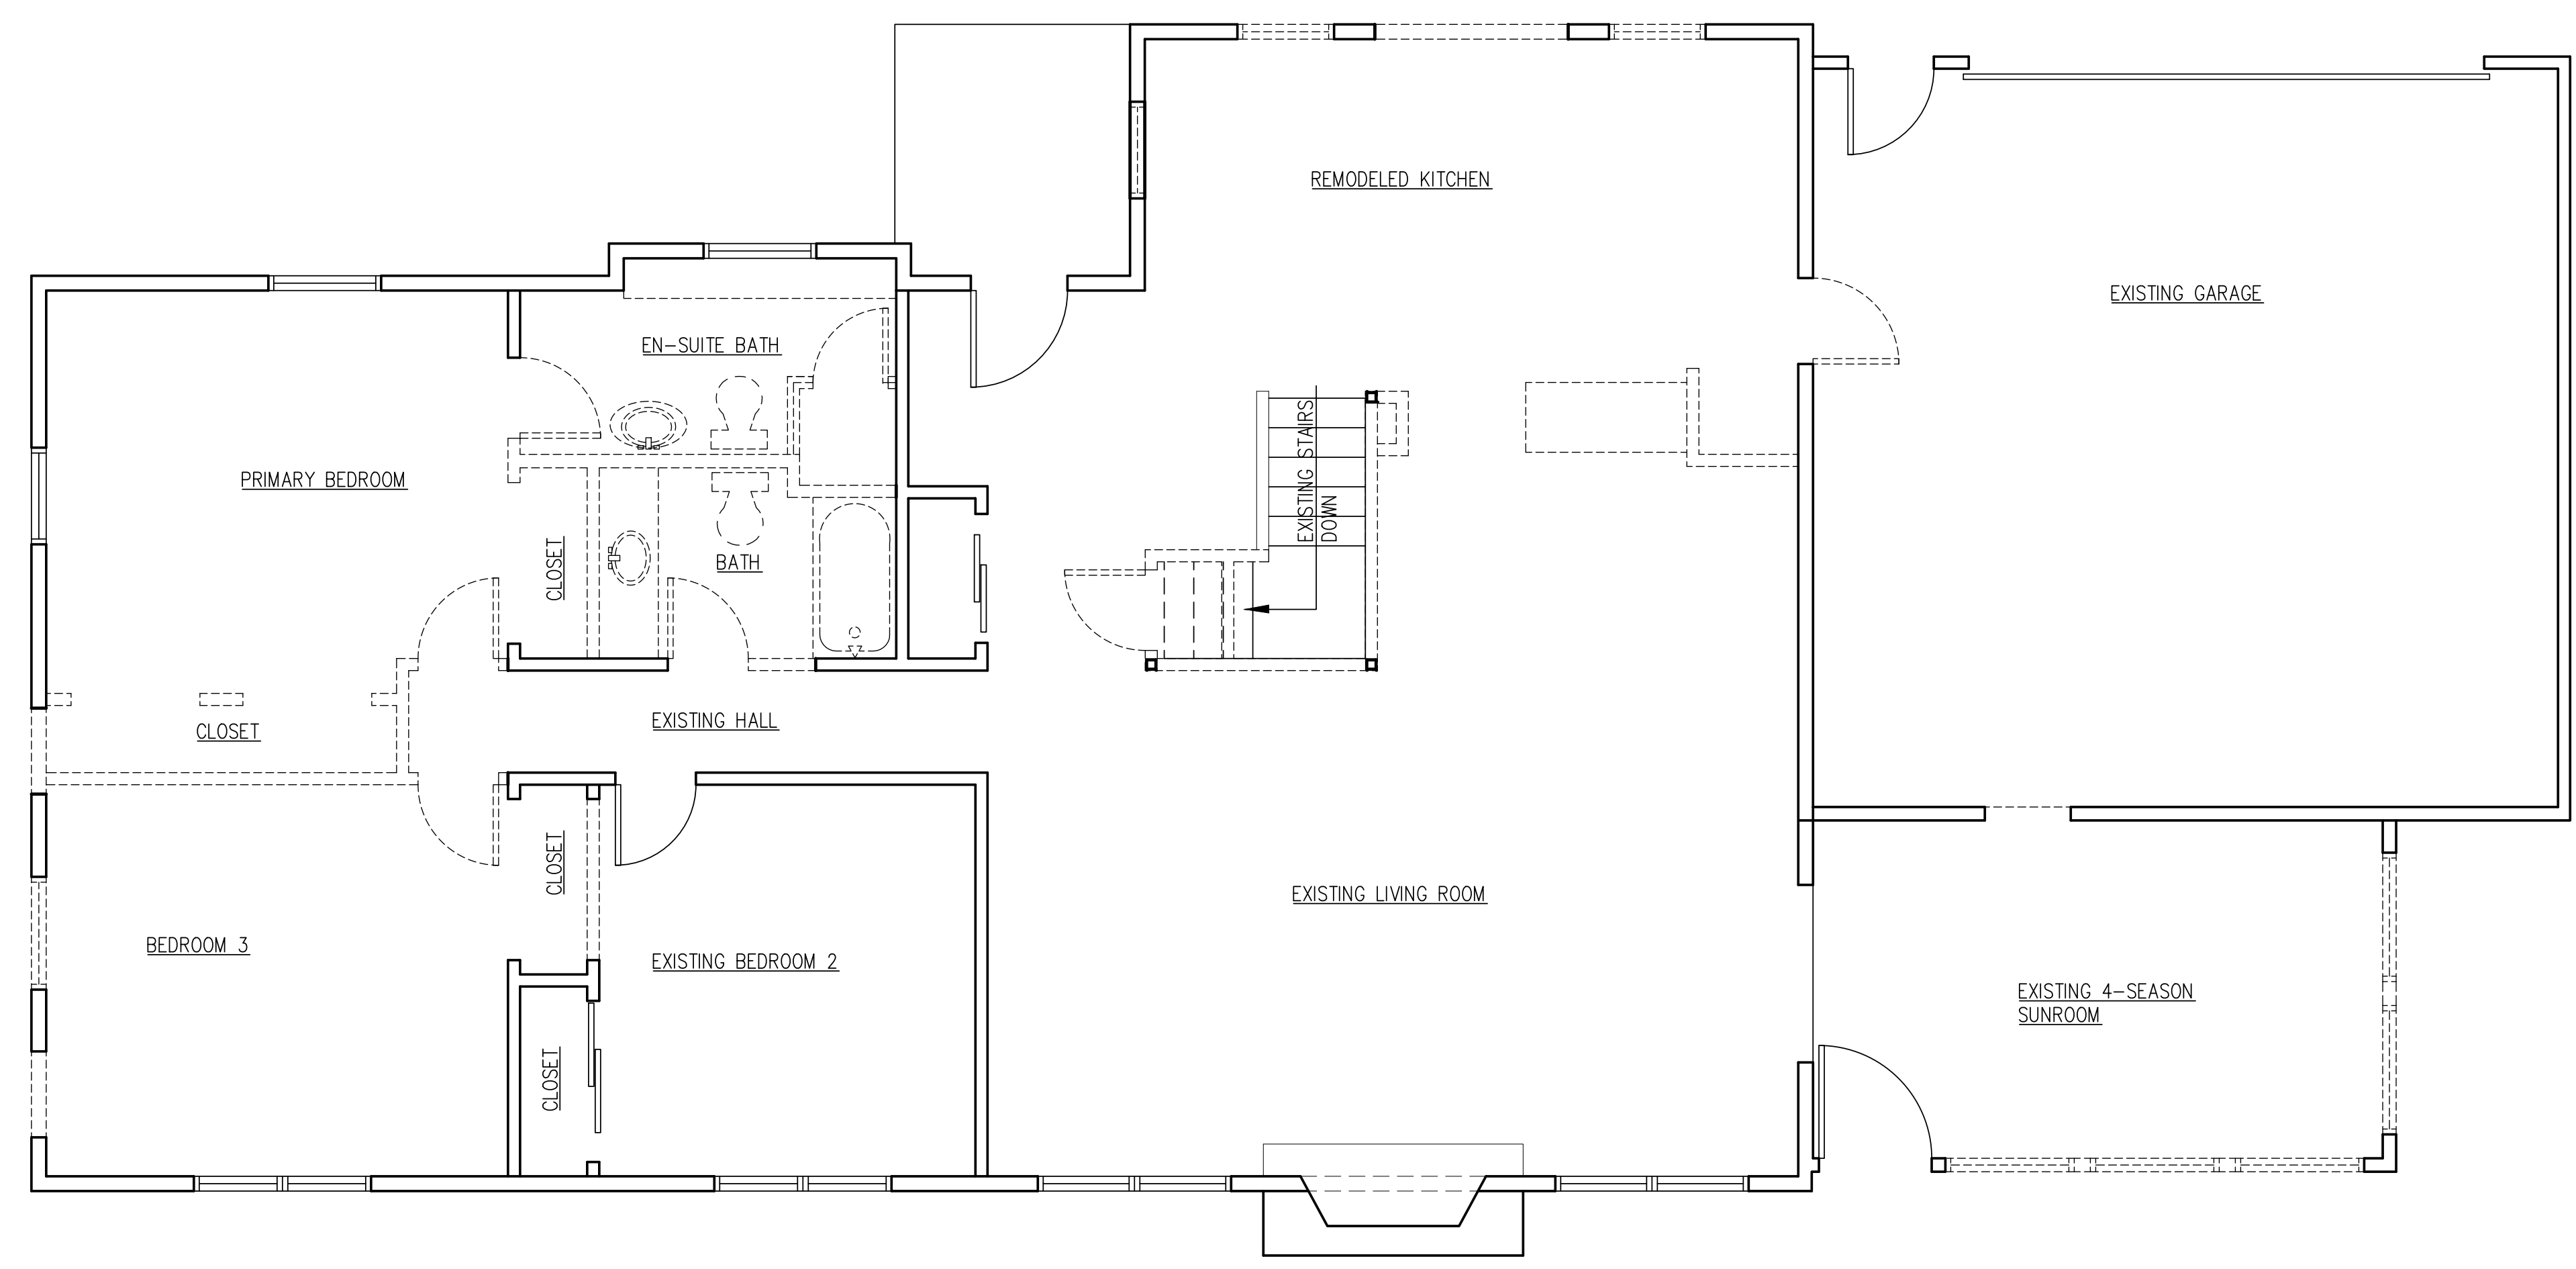 REMODELED KITCHEN
EXISTING GARAGE
EN-SUITE BATH
PRIMARY BEDROOM
EXISTING STAIRS
DOWN
CLOSET
BATH
CLOSET
EXISTING HALL
CLOSET
EXISTING LIVING ROOM
BEDROOM 3
EXISTING BEDROOM 2
EXISTING 4-SEASON
SUNROOM
CLOSET